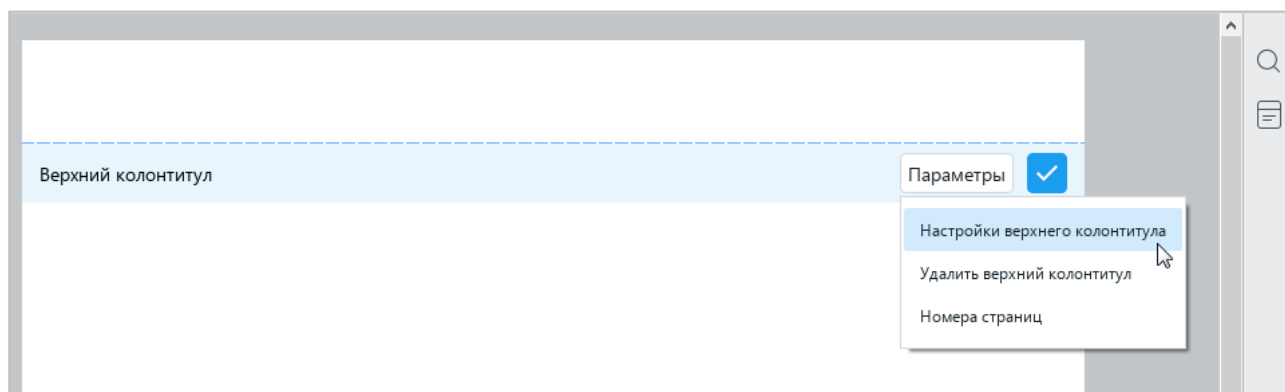 Верхний колонтитул
Параметры
Настройки верхнего колонтитула
Удалить верхний колонтитул
Номера страниц